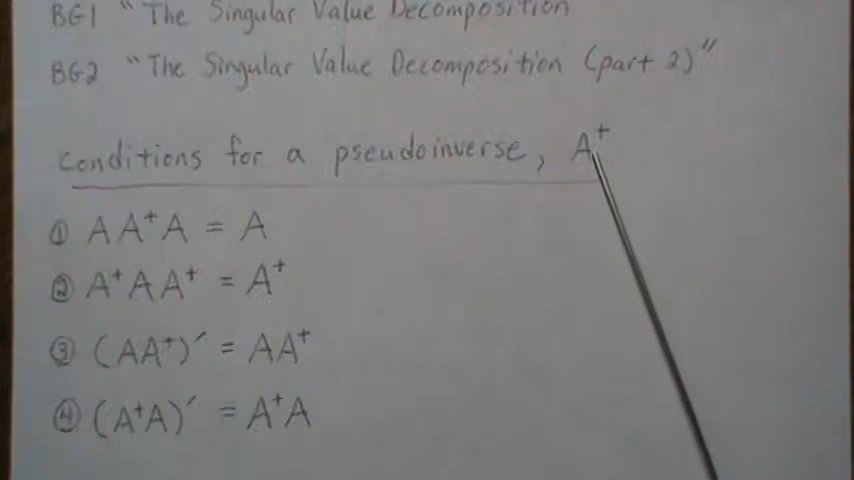 BG1 "The Singular Value Decomposition
BG2 "The Singular Value Decomposition (part 2)"
Conditions for a pseudoinverse, A⁺
① AA⁺A = A
② A⁺AA⁺ = A⁺
③ (AA⁺)′ = AA⁺
④ (A⁺A)′ = A⁺A